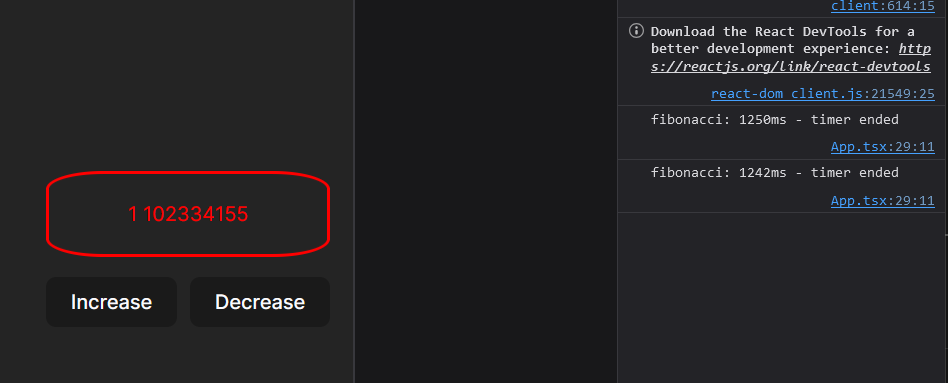 client:614:15
Download the React DevTools for a
better development experience: http
s://reactjs.org/link/react-devtools
react-dom client.js:21549:25
fibonacci: 1250ms - timer ended
App.tsx:29:11
fibonacci: 1242ms - timer ended
App.tsx:29:11
1 102334155
Increase Decrease